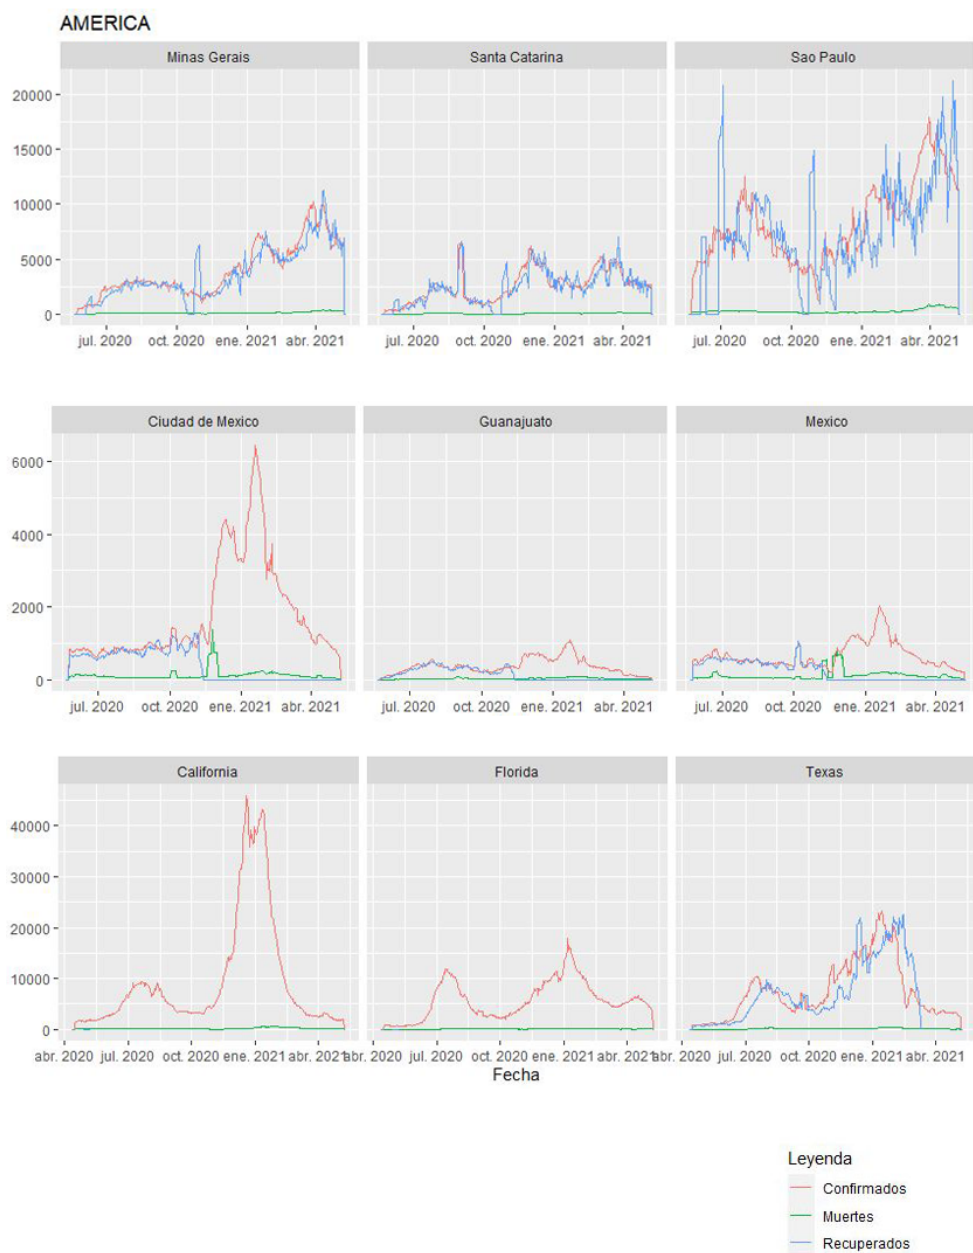 AMERICA
Minas Gerais Santa Catarina Sao Paulo
20000
15000
10000
5000
0
jul. 2020 oct. 2020 ene. 2021 abr. 2021 jul. 2020 oct. 2020 ene. 2021 abr. 2021 jul. 2020 oct. 2020 ene. 2021 abr. 2021
Ciudad de Mexico Guanajuato Mexico
6000
4000
2000
0
jul. 2020 oct. 2020 ene. 2021 abr. 2021 jul. 2020 oct. 2020 ene. 2021 abr. 2021 jul. 2020 oct. 2020 ene. 2021 abr. 2021
California Florida Texas
40000
30000
20000
10000
0
abr. 2020 jul. 2020 oct. 2020 ene. 2021 abr. 2021 abr. 2020 jul. 2020 oct. 2020 ene. 2021 abr. 2021 abr. 2020 jul. 2020 oct. 2020 ene. 2021 abr. 2021
Fecha
Leyenda
Confirmados
Muertes
Recuperados